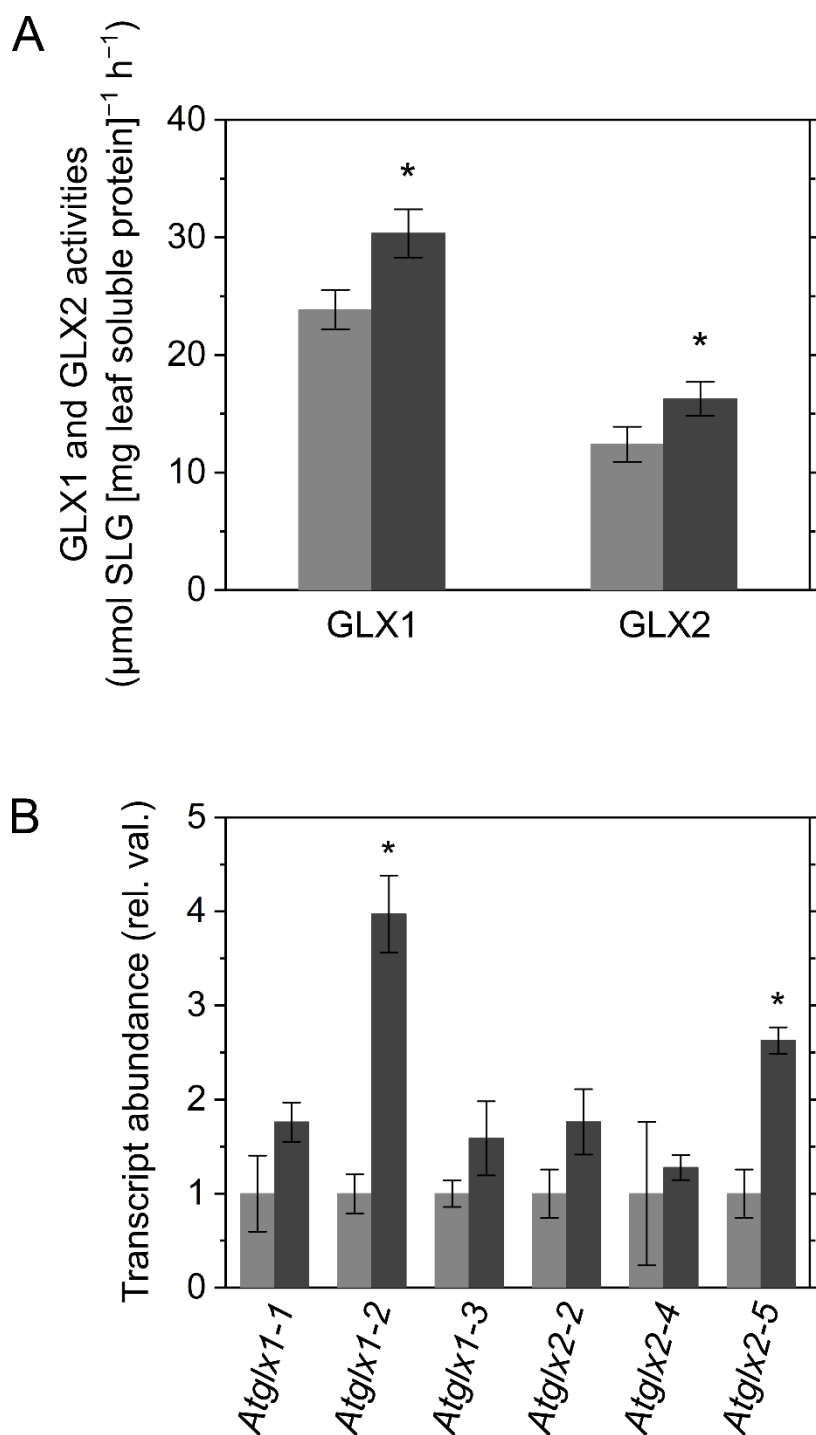 A
GLX1 and GLX2 activities
(µmol SLG [mg leaf soluble protein]⁻¹ h⁻¹)
40
30
20
10
0
*
*
GLX1 GLX2
B
Transcript abundance (rel. val.)
5
4
3
2
1
0
*
*
Atglx1-1
Atglx1-2
Atglx1-3
Atglx2-2
Atglx2-4
Atglx2-5